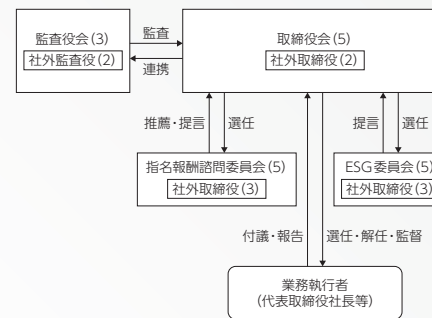 監査役会(3)
社外監査役(2)
監査
連携
取締役会(5)
社外取締役(2)
推薦・提言
選任
提言
選任
指名報酬諮問委員会(5)
社外取締役(3)
ESG委員会(5)
社外取締役(3)
付議・報告
選任・解任・監督
業務執行者
(代表取締役社長等)